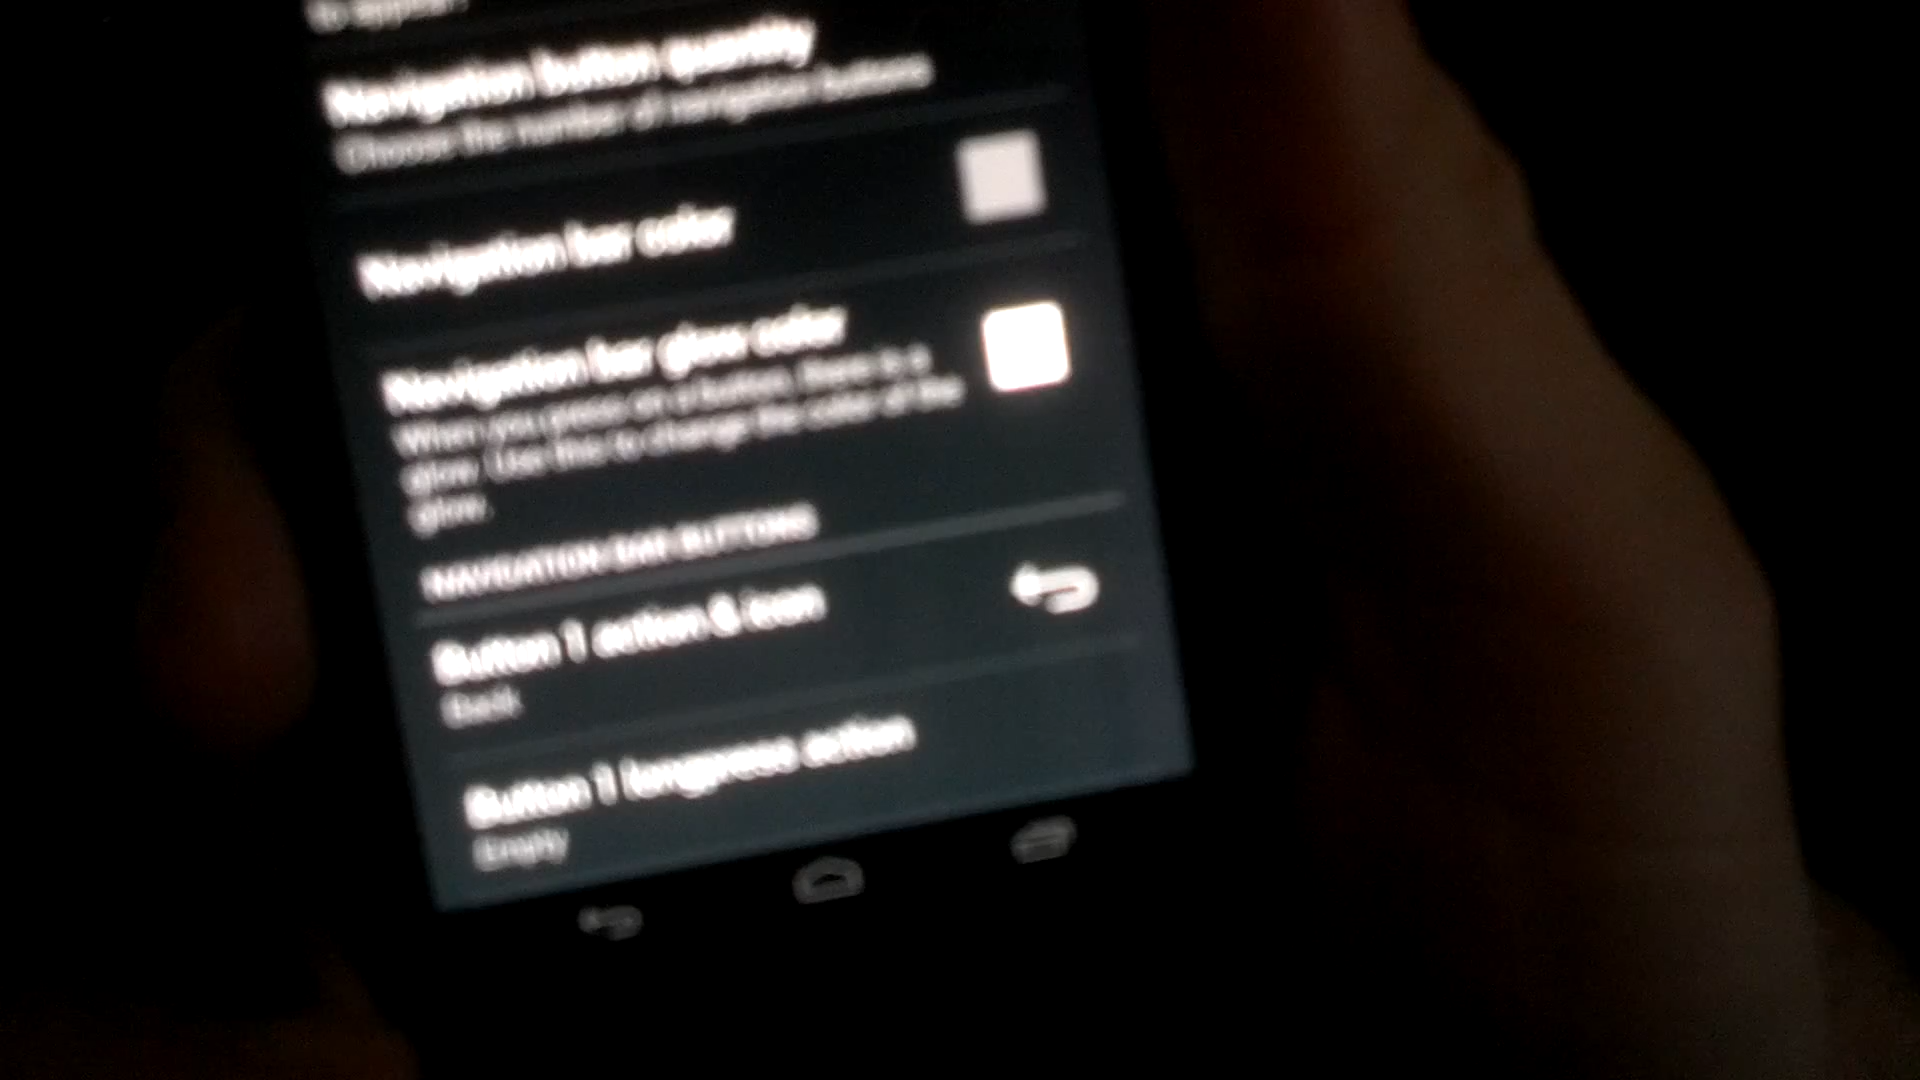 to appear?
Navigation button quantity
Choose the number of navigation buttons
Navigation bar color
Navigation bar glow color
When you press on a button, there is a
glow. Use this to change the color of the
glow.
NAVIGATION BAR BUTTONS
Button 1 action & icon
Back
Button 1 longpress action
Empty